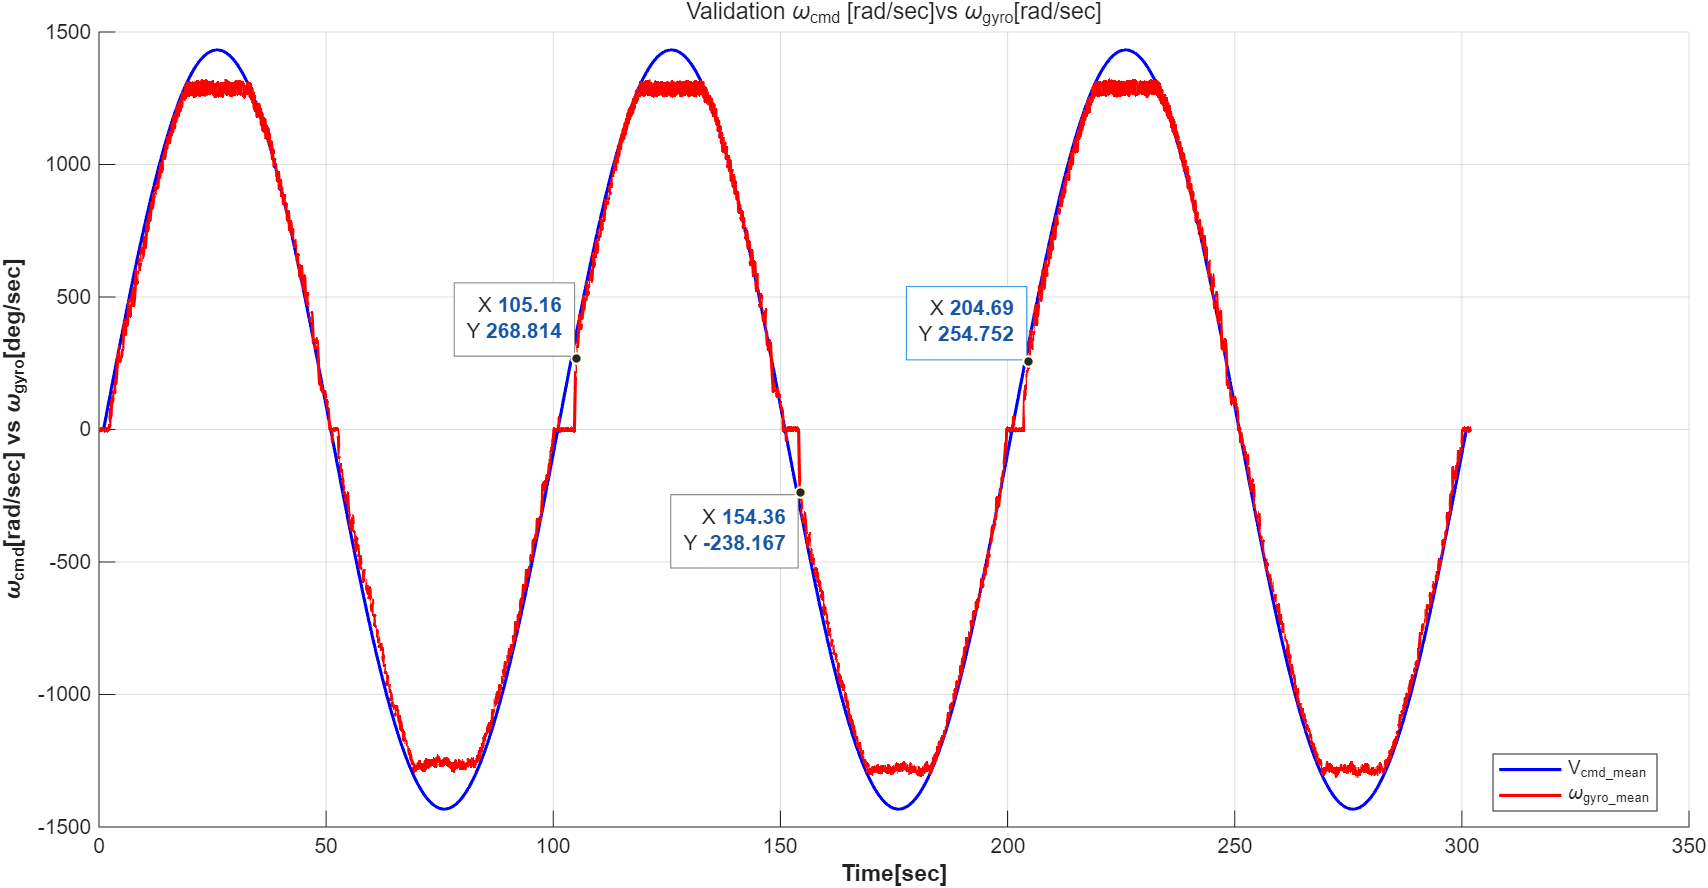 Validation ωcmd [rad/sec]vs ωgyro[rad/sec]
1500
1000
500
0
-500
-1000
-1500
ωcmd[rad/sec] vs ωgyro[deg/sec]
X 105.16
Y 268.814
X 204.69
Y 254.752
X 154.36
Y -238.167
Vcmd_mean
ωgyro_mean
0 50 100 150 200 250 300 350
Time[sec]